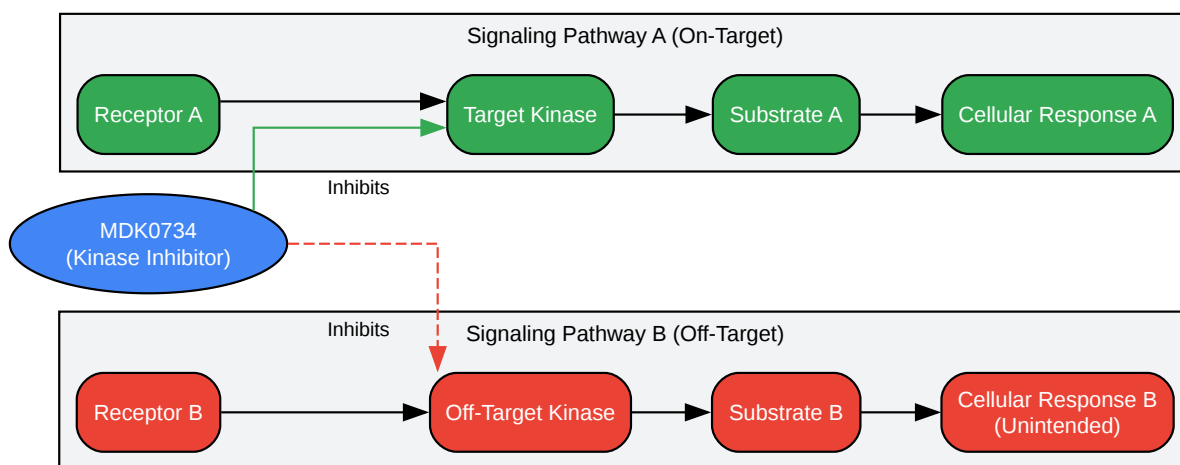 Signaling Pathway A (On-Target)
Receptor A
Target Kinase
Substrate A
Cellular Response A
Inhibits
MDK0734
(Kinase Inhibitor)
Inhibits
Signaling Pathway B (Off-Target)
Receptor B
Off-Target Kinase
Substrate B
Cellular Response B
(Unintended)